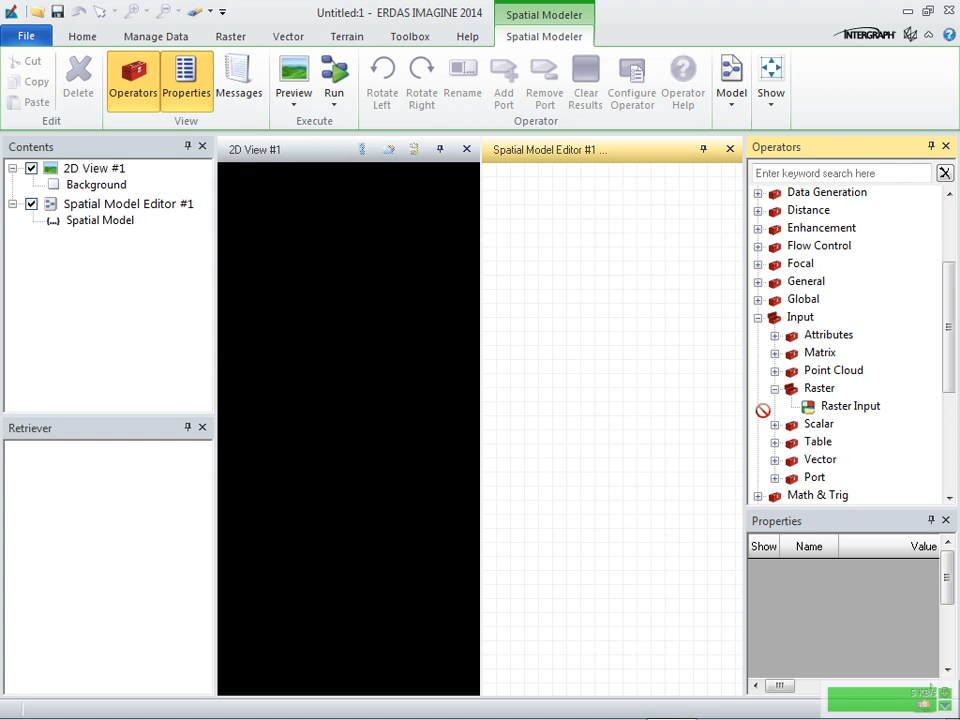 Untitled:1 - ERDAS IMAGINE 2014
Spatial Modeler
File Home Manage Data Raster Vector Terrain Toolbox Help Spatial Modeler
INTERGRAPH
Cut
Copy
Paste
Delete
Operators
Properties
Messages
Preview
Run
Rotate Left
Rotate Right
Rename
Add Port
Remove Port
Clear Results
Configure Operator
Operator Help
Model
Show
Edit View Execute Operator
Contents
2D View #1
Background
Spatial Model Editor #1
Spatial Model
Retriever
2D View #1
Spatial Model Editor #1 ...
Operators
Enter keyword search here
Data Generation
Distance
Enhancement
Flow Control
Focal
General
Global
Input
Attributes
Matrix
Point Cloud
Raster
Raster Input
Scalar
Table
Vector
Port
Math & Trig
Properties
Show Name Value
5 KB/s